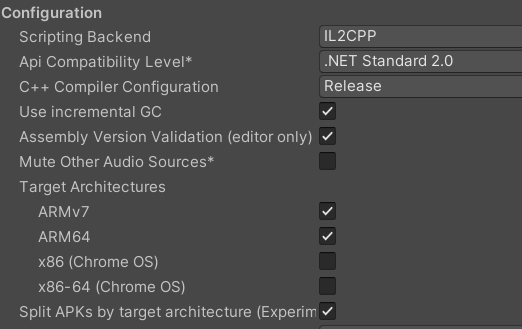 Configuration
Scripting Backend IL2CPP
Api Compatibility Level* .NET Standard 2.0
C++ Compiler Configuration Release
Use incremental GC
Assembly Version Validation (editor only)
Mute Other Audio Sources*
Target Architectures
ARMv7
ARM64
x86 (Chrome OS)
x86-64 (Chrome OS)
Split APKs by target architecture (Experim